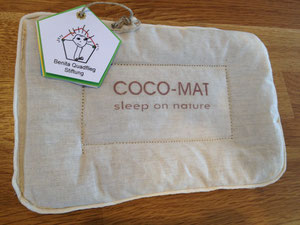 Benita Quadflieg
Stiftung
COCO-MAT
sleep on nature